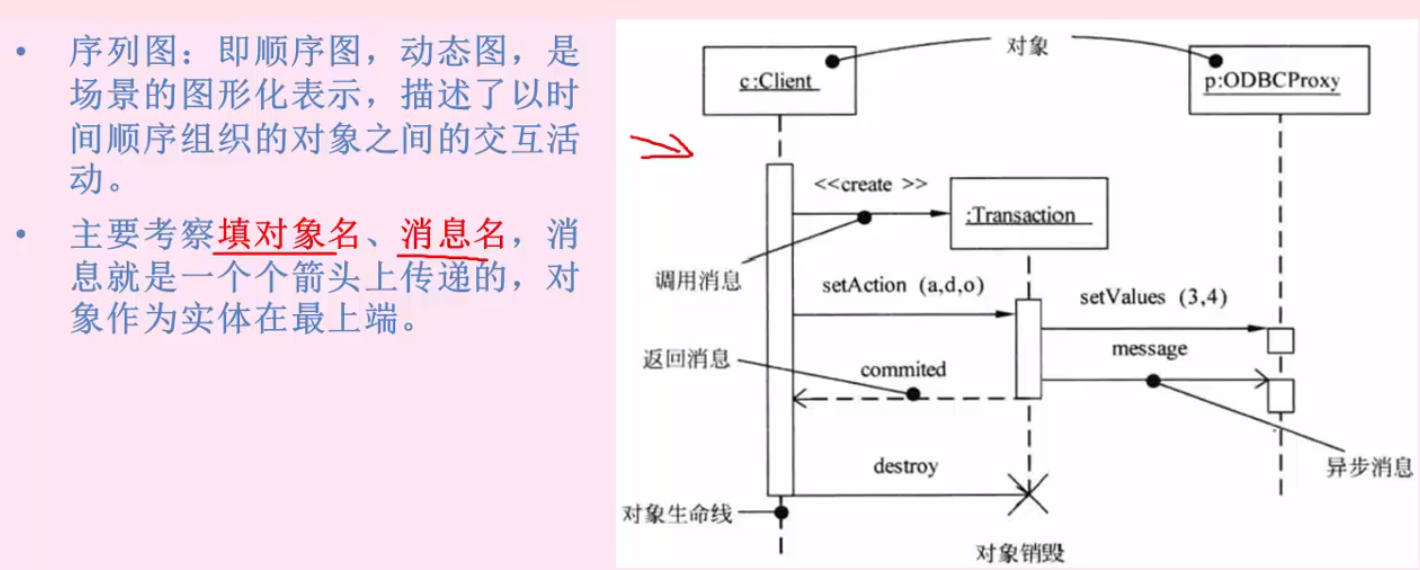 • 序列图：即顺序图，动态图，是
场景的图形化表示，描述了以时
间顺序组织的对象之间的交互活
动。
• 主要考察填对象名、消息名，消
息就是一个个箭头上传递的，对
象作为实体在最上端。
对象
c:Client
p:ODBCProxy
<<create >>
:Transaction
调用消息
setAction (a,d,o)
setValues (3,4)
返回消息
message
commited
destroy
异步消息
对象生命线
对象销毁